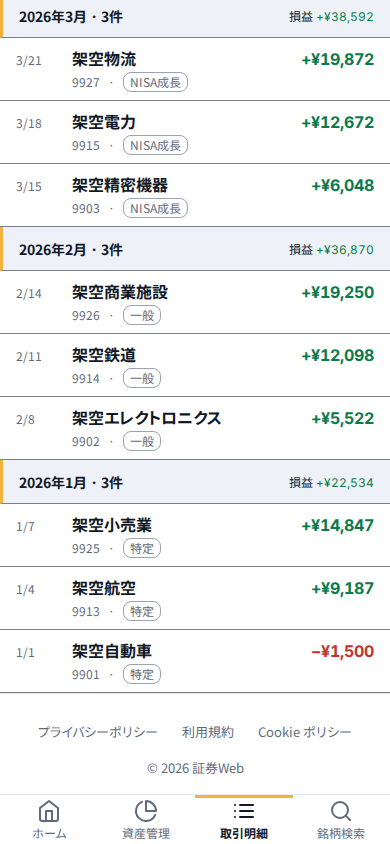 2026年3月・3件 損益 +¥38,592
3/21 架空物流 +¥19,872
9927 · NISA成長
3/18 架空電力 +¥12,672
9915 · NISA成長
3/15 架空精密機器 +¥6,048
9903 · NISA成長
2026年2月・3件 損益 +¥36,870
2/14 架空商業施設 +¥19,250
9926 · 一般
2/11 架空鉄道 +¥12,098
9914 · 一般
2/8 架空エレクトロニクス +¥5,522
9902 · 一般
2026年1月・3件 損益 +¥22,534
1/7 架空小売業 +¥14,847
9925 · 特定
1/4 架空航空 +¥9,187
9913 · 特定
1/1 架空自動車 −¥1,500
9901 · 特定
プライバシーポリシー 利用規約 Cookie ポリシー
© 2026 証券Web
ホーム 資産管理 取引明細 銘柄検索